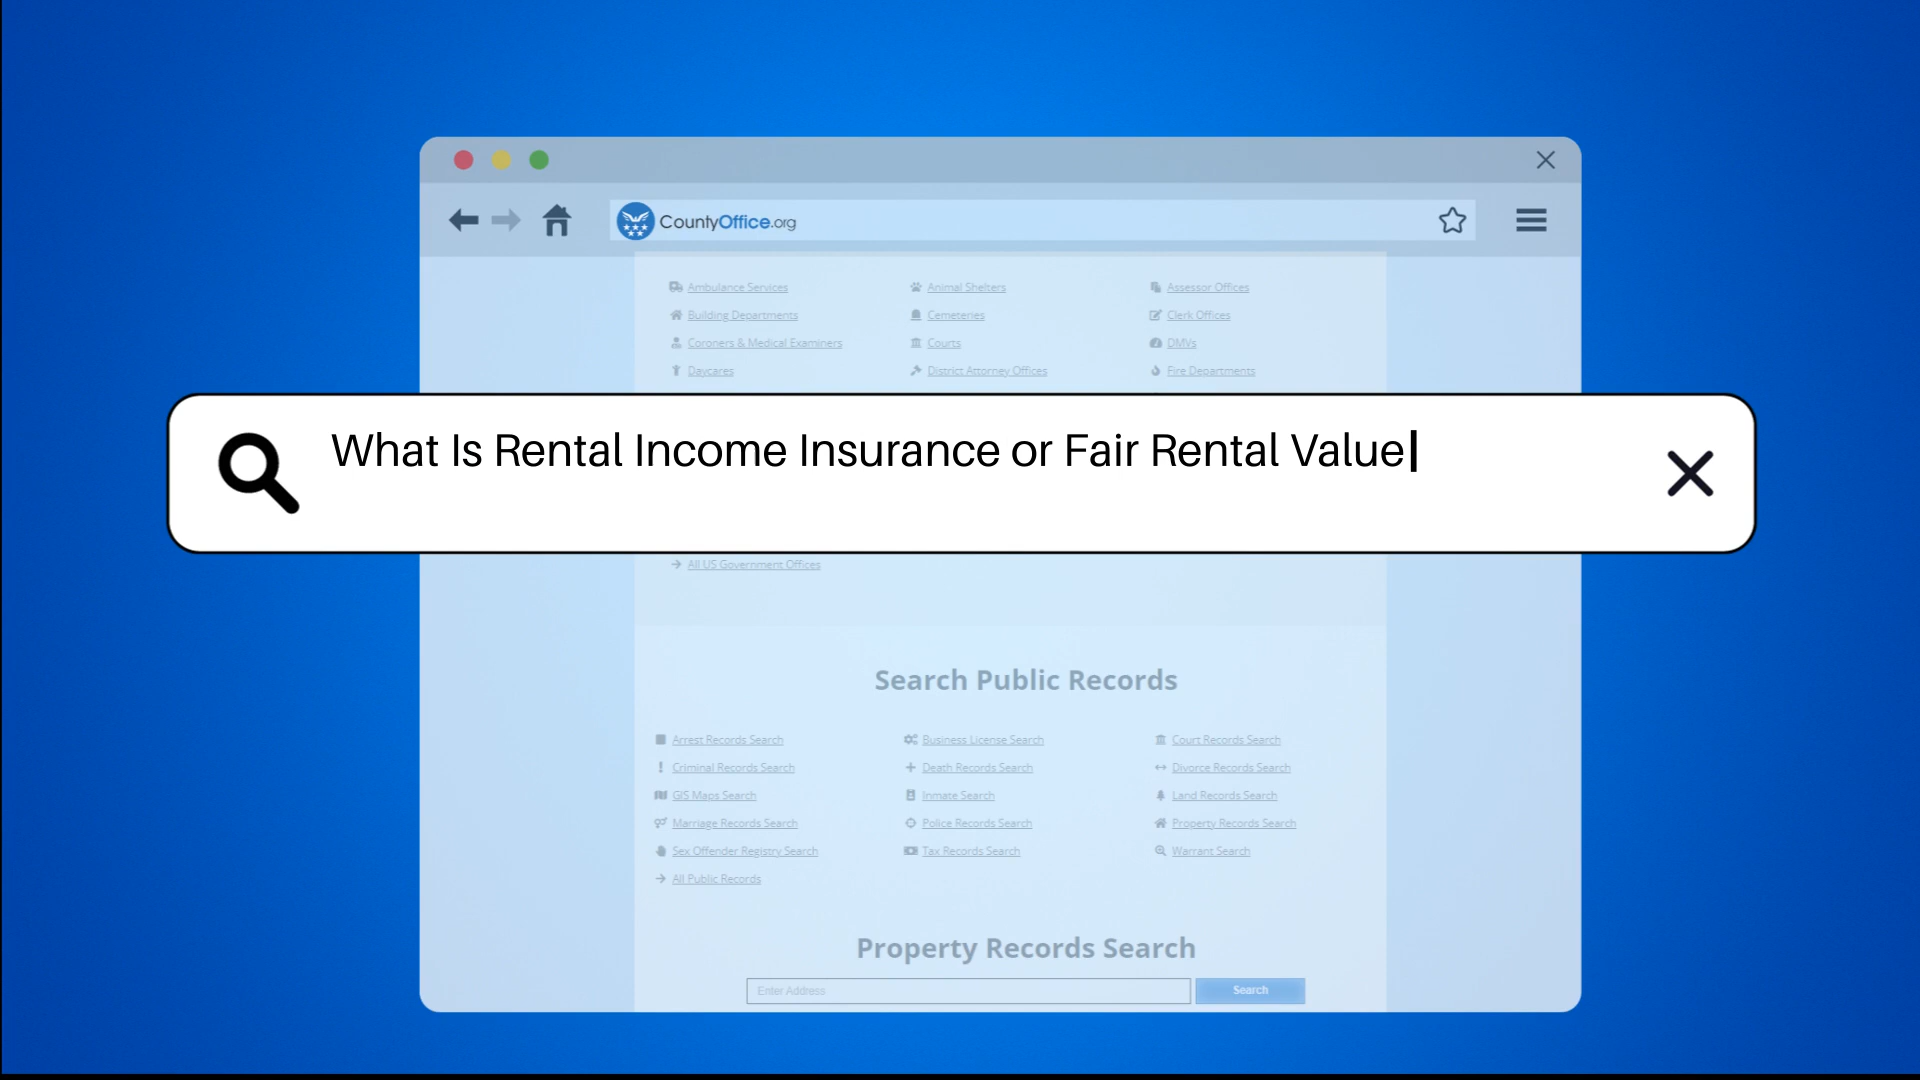 CountyOffice.org
Ambulance Services Animal Shelters Assessor Offices
Building Departments Cemeteries Clerk Offices
Coroners & Medical Examiners Courts DMVs
Daycares District Attorney Offices Fire Departments
What Is Rental Income Insurance or Fair Rental Value
All US Government Offices
Search Public Records
Arrest Records Search Business License Search Court Records Search
Criminal Records Search Death Records Search Divorce Records Search
GIS Maps Search Inmate Search Land Records Search
Marriage Records Search Police Records Search Property Records Search
Sex Offender Registry Search Tax Records Search Warrant Search
All Public Records
Property Records Search
Enter Address Search